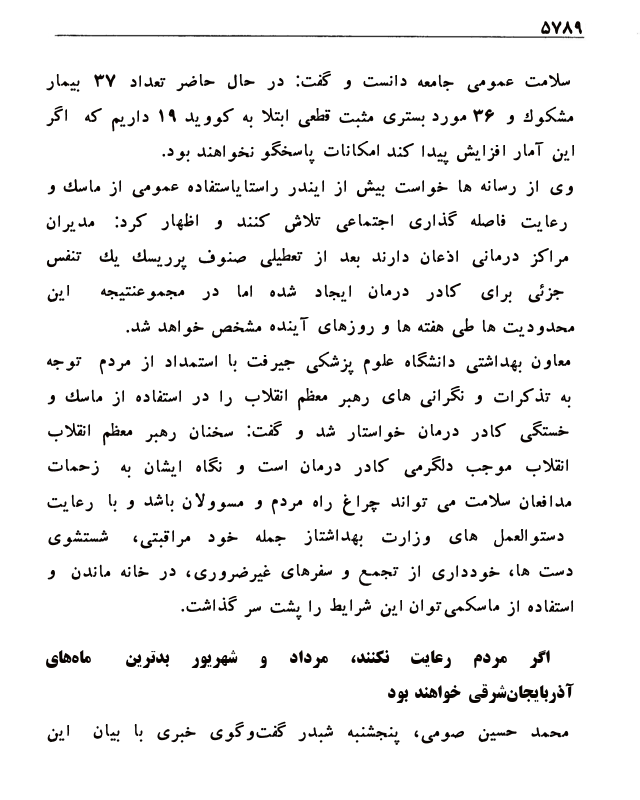 ۵۷۸۹
سلامت عمومی جامعه دانست و گفت: در حال حاضر تعداد ۳۷ بیمار
مشکوك و ۳۶ مورد بستری مثبت قطعی ابتلا به کووید ۱۹ داریم که اگر
این آمار افزایش پیدا کند امکانات پاسخگو نخواهند بود.
وی از رسانه ها خواست بیش از ایندر راستایاستفاده عمومی از ماسك و
رعایت فاصله گذاری اجتماعی تلاش کنند و اظهار کرد: مدیران
مراکز درمانی اذعان دارند بعد از تعطیلی صنوف پرریسك یك تنفس
جزئی برای کادر درمان ایجاد شده اما در مجموعنتیجه این
محدودیت ها طی هفته ها و روزهای آینده مشخص خواهد شد.
معاون بهداشتی دانشگاه علوم پزشکی جیرفت با استمداد از مردم توجه
به تذکرات و نگرانی های رهبر معظم انقلاب را در استفاده از ماسك و
خستگی کادر درمان خواستار شد و گفت: سخنان رهبر معظم انقلاب
انقلاب موجب دلگرمی کادر درمان است و نگاه ایشان به زحمات
مدافعان سلامت می تواند چراغ راه مردم و مسوولان باشد و با رعایت
دستوالعمل های وزارت بهداشتاز جمله خود مراقبتی، شستشوی
دست ها، خودداری از تجمع و سفرهای غیرضروری، در خانه ماندن و
استفاده از ماسکمی‌توان این شرایط را پشت سر گذاشت.
اگر مردم رعایت نکنند، مرداد و شهریور بدترین ماه‌های
آذربایجان‌شرقی خواهند بود
محمد حسین صومی، پنجشنبه شبدر گفت‌وگوی خبری با بیان این